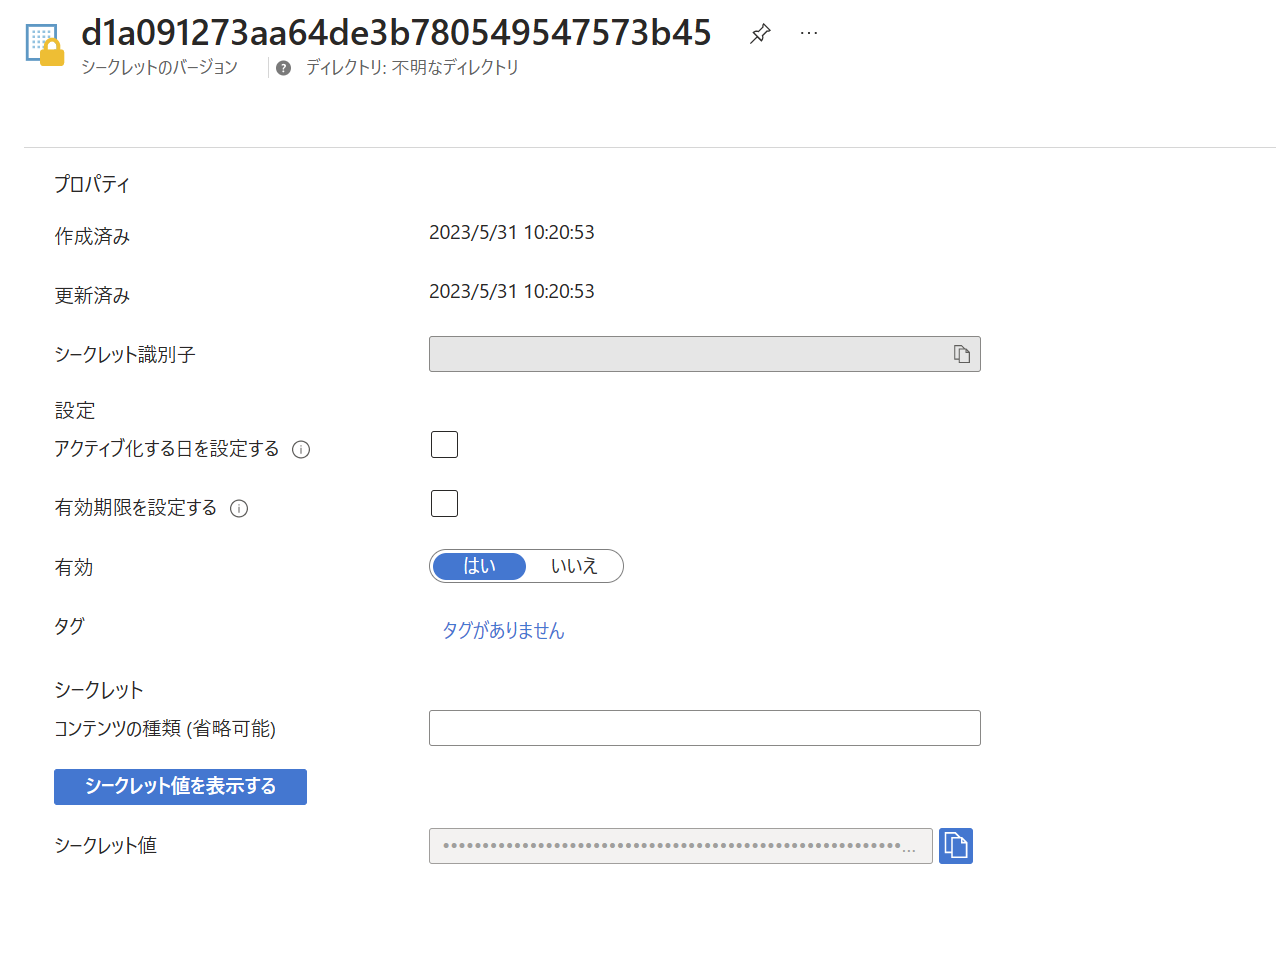 d1a091273aa64de3b780549547573b45
シークレットのバージョン ディレクトリ: 不明なディレクトリ
プロパティ
作成済み 2023/5/31 10:20:53
更新済み 2023/5/31 10:20:53
シークレット識別子
設定
アクティブ化する日を設定する
有効期限を設定する
有効 はい いいえ
タグ タグがありません
シークレット
コンテンツの種類 (省略可能)
シークレット値を表示する
シークレット値